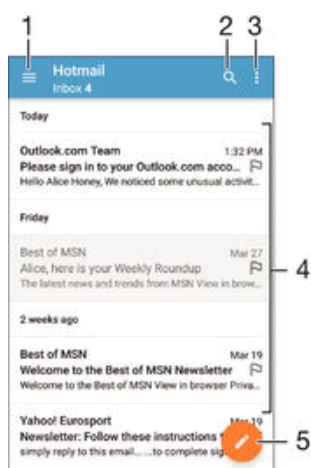 1 2 3
Hotmail
Inbox 4
Today
Outlook.com Team 1:32 PM
Please sign in to your Outlook.com acco...
Hello Alice Honey, We noticed some unusual activit...
Friday
Best of MSN Mar 27
Alice, here is your Weekly Roundup
The latest news and trends from MSN View in brow...
4
2 weeks ago
Best of MSN Mar 19
Welcome to the Best of MSN Newsletter
Welcome to the Best of MSN View in browser Priva...
Yahoo! Eurosport Mar 19
Newsletter: Follow these instructions
5
simply reply to this email... ...to complete